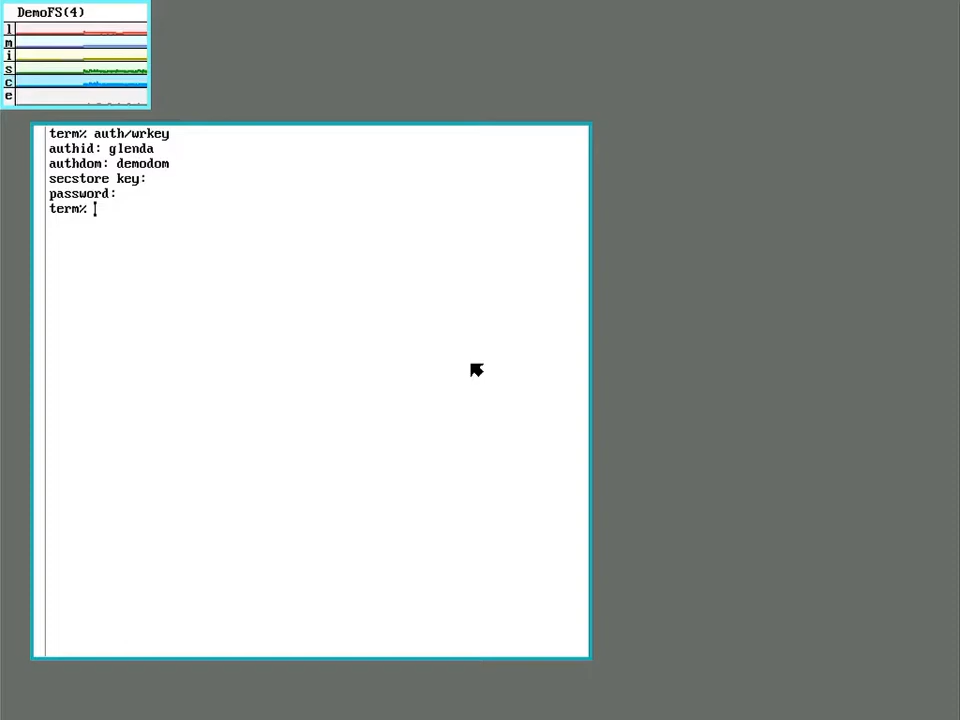 DemoFS(4)
l
m
i
s
c
e
term% auth/wrkey
authid: glenda
authdom: demodom
secstore key:
password:
term%